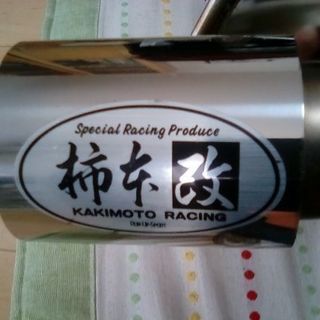 Special Racing Produce
柿本改
KAKIMOTO RACING